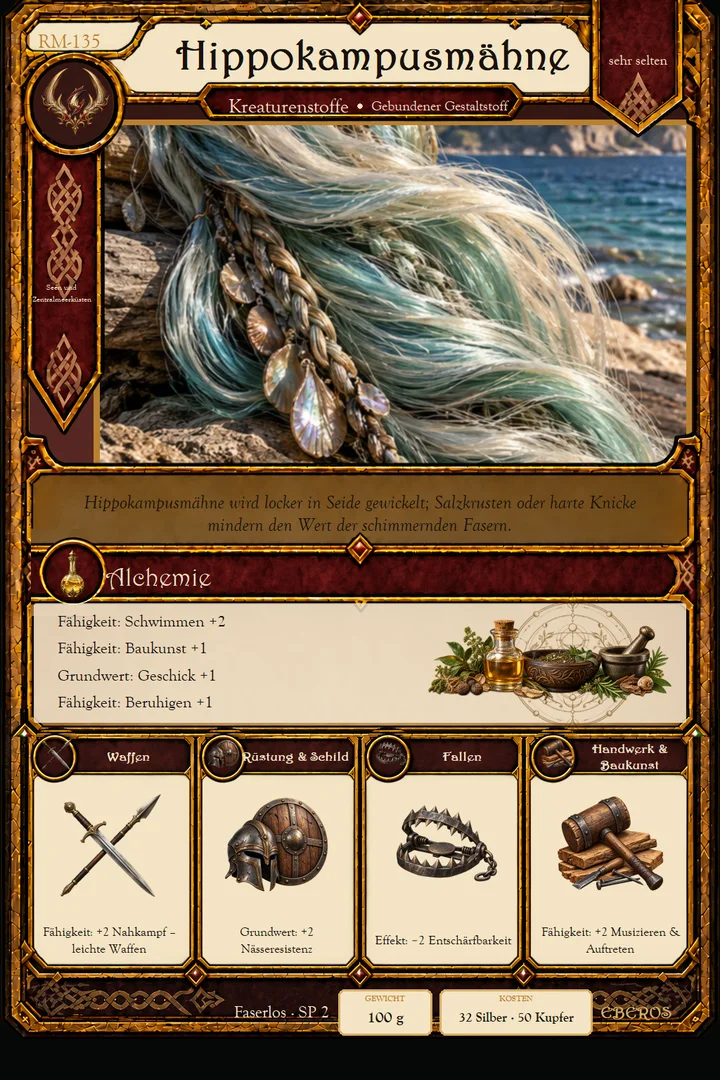 RM-135
Hippokampusmähne
sehr selten
Kreaturenstoffe • Gebundener Gestaltstoff
Seen und
Zentralmeerküsten
Hippokampusmähne wird locker in Seide gewickelt; Salzkrusten oder harte Knicke
mindern den Wert der schimmernden Fasern.
Alchemie
Fähigkeit: Schwimmen +2
Fähigkeit: Baukunst +1
Grundwert: Geschick +1
Fähigkeit: Beruhigen +1
Waffen
Fähigkeit: +2 Nahkampf –
leichte Waffen
Rüstung & Schild
Grundwert: +2
Nässeresistenz
Fallen
Effekt: −2 Entschärfbarkeit
Handwerk &
Baukunst
Fähigkeit: +2 Musizieren &
Auftreten
Faserlos · SP 2
GEWICHT
100 g
KOSTEN
32 Silber · 50 Kupfer
EBEROS